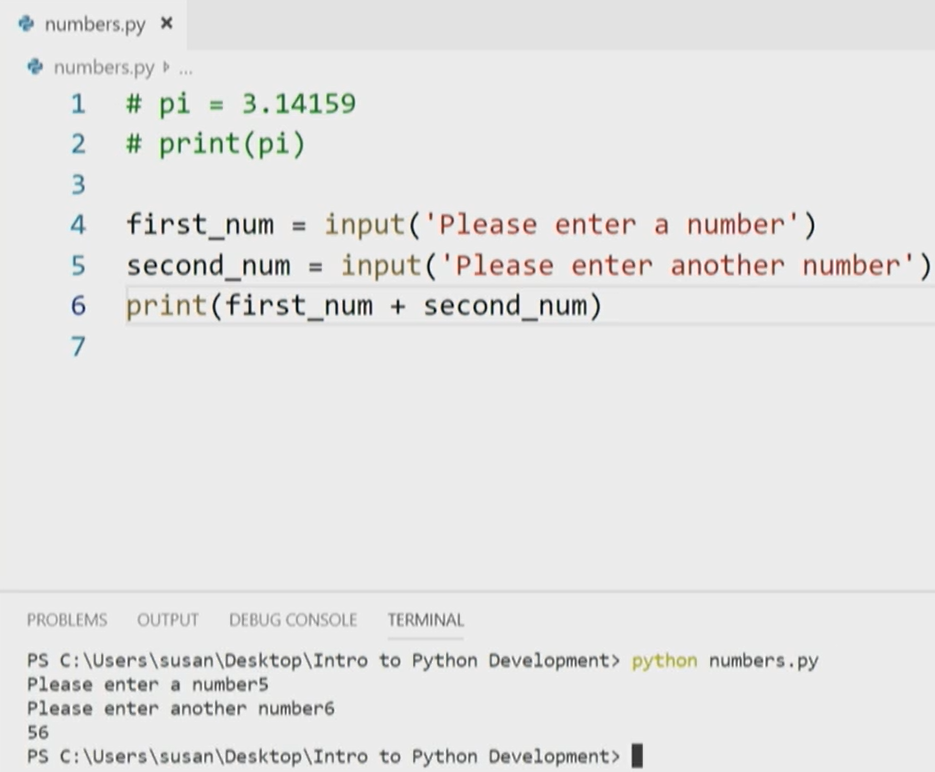 numbers.py ×
numbers.py ▹ ...
1 # pi = 3.14159
2 # print(pi)
3
4 first_num = input('Please enter a number')
5 second_num = input('Please enter another number')
6 print(first_num + second_num)
7
PROBLEMS OUTPUT DEBUG CONSOLE TERMINAL
PS C:\Users\susan\Desktop\Intro to Python Development> python numbers.py
Please enter a number5
Please enter another number6
56
PS C:\Users\susan\Desktop\Intro to Python Development>